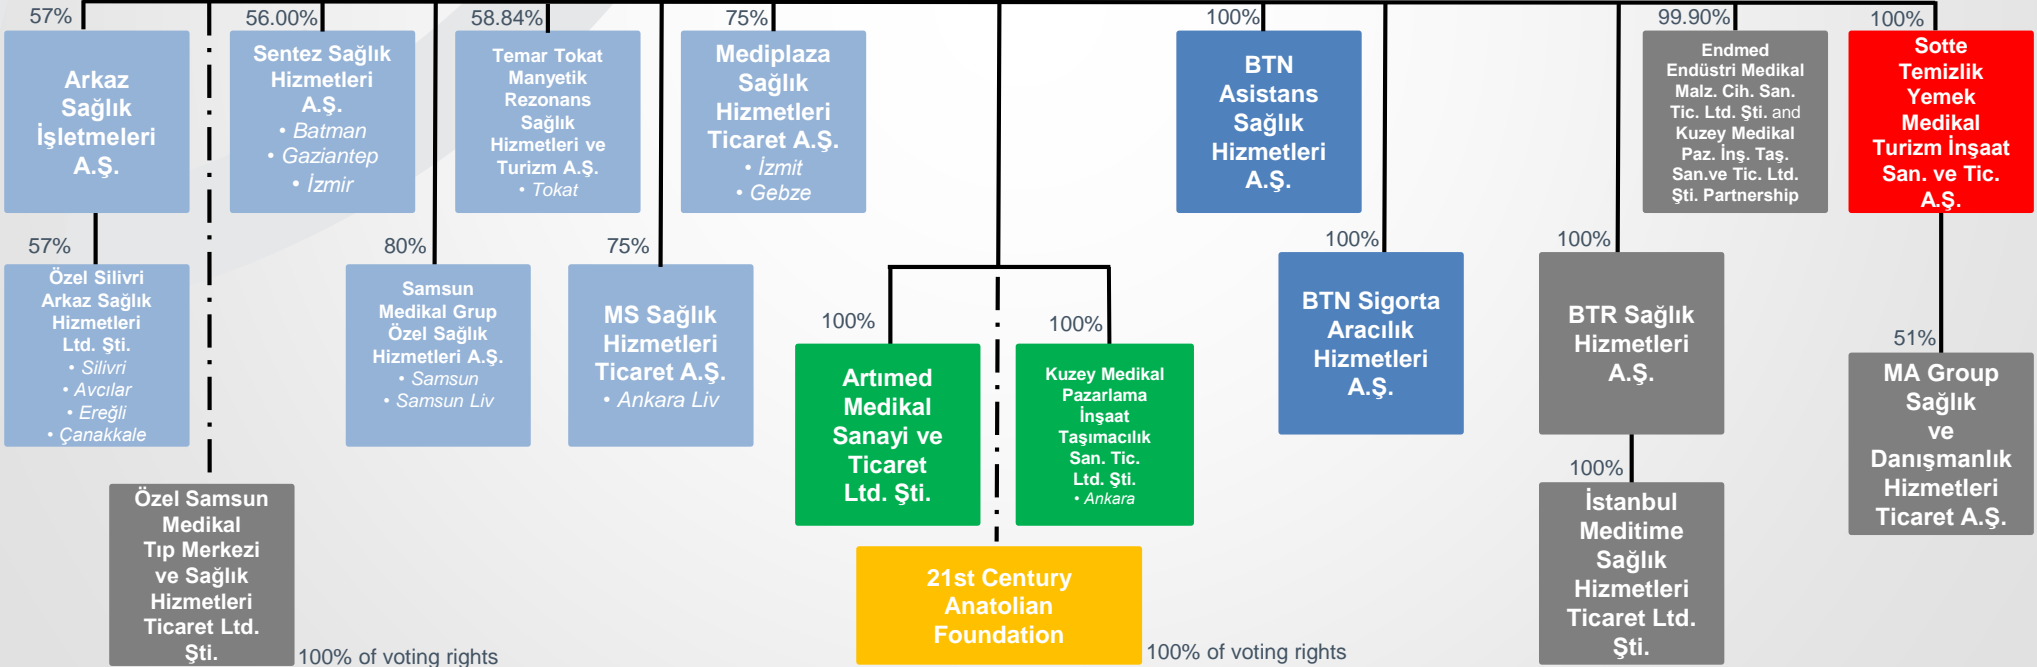 57%
Arkaz
Sağlık
İşletmeleri
A.Ş.
56.00%
Sentez Sağlık
Hizmetleri
A.Ş.
• Batman
• Gaziantep
• İzmir
58.84%
Temar Tokat
Manyetik
Rezonans
Sağlık
Hizmetleri ve
Turizm A.Ş.
• Tokat
75%
Mediplaza
Sağlık
Hizmetleri
Ticaret A.Ş.
• İzmit
• Gebze
100%
BTN
Asistans
Sağlık
Hizmetleri
A.Ş.
99.90%
Endmed
Endüstri Medikal
Malz. Cih. San.
Tic. Ltd. Şti. and
Kuzey Medikal
Paz. İnş. Taş.
San.ve Tic. Ltd.
Şti. Partnership
100%
Sotte
Temizlik
Yemek
Medikal
Turizm İnşaat
San. ve Tic.
A.Ş.
57%
Özel Silivri
Arkaz Sağlık
Hizmetleri
Ltd. Şti.
• Silivri
• Avcılar
• Ereğli
• Çanakkale
80%
Samsun
Medikal Grup
Özel Sağlık
Hizmetleri A.Ş.
• Samsun
• Samsun Liv
75%
MS Sağlık
Hizmetleri
Ticaret A.Ş.
• Ankara Liv
100%
Artımed
Medikal
Sanayi ve
Ticaret
Ltd. Şti.
100%
Kuzey Medikal
Pazarlama
İnşaat
Taşımacılık
San. Tic.
Ltd. Şti.
• Ankara
100%
BTN Sigorta
Aracılık
Hizmetleri
A.Ş.
100%
BTR Sağlık
Hizmetleri
A.Ş.
51%
MA Group
Sağlık
ve
Danışmanlık
Hizmetleri
Ticaret A.Ş.
Özel Samsun
Medikal
Tıp Merkezi
ve Sağlık
Hizmetleri
Ticaret Ltd.
Şti.
100% of voting rights
21st Century
Anatolian
Foundation
100% of voting rights
100%
İstanbul
Meditime
Sağlık
Hizmetleri
Ticaret Ltd.
Şti.